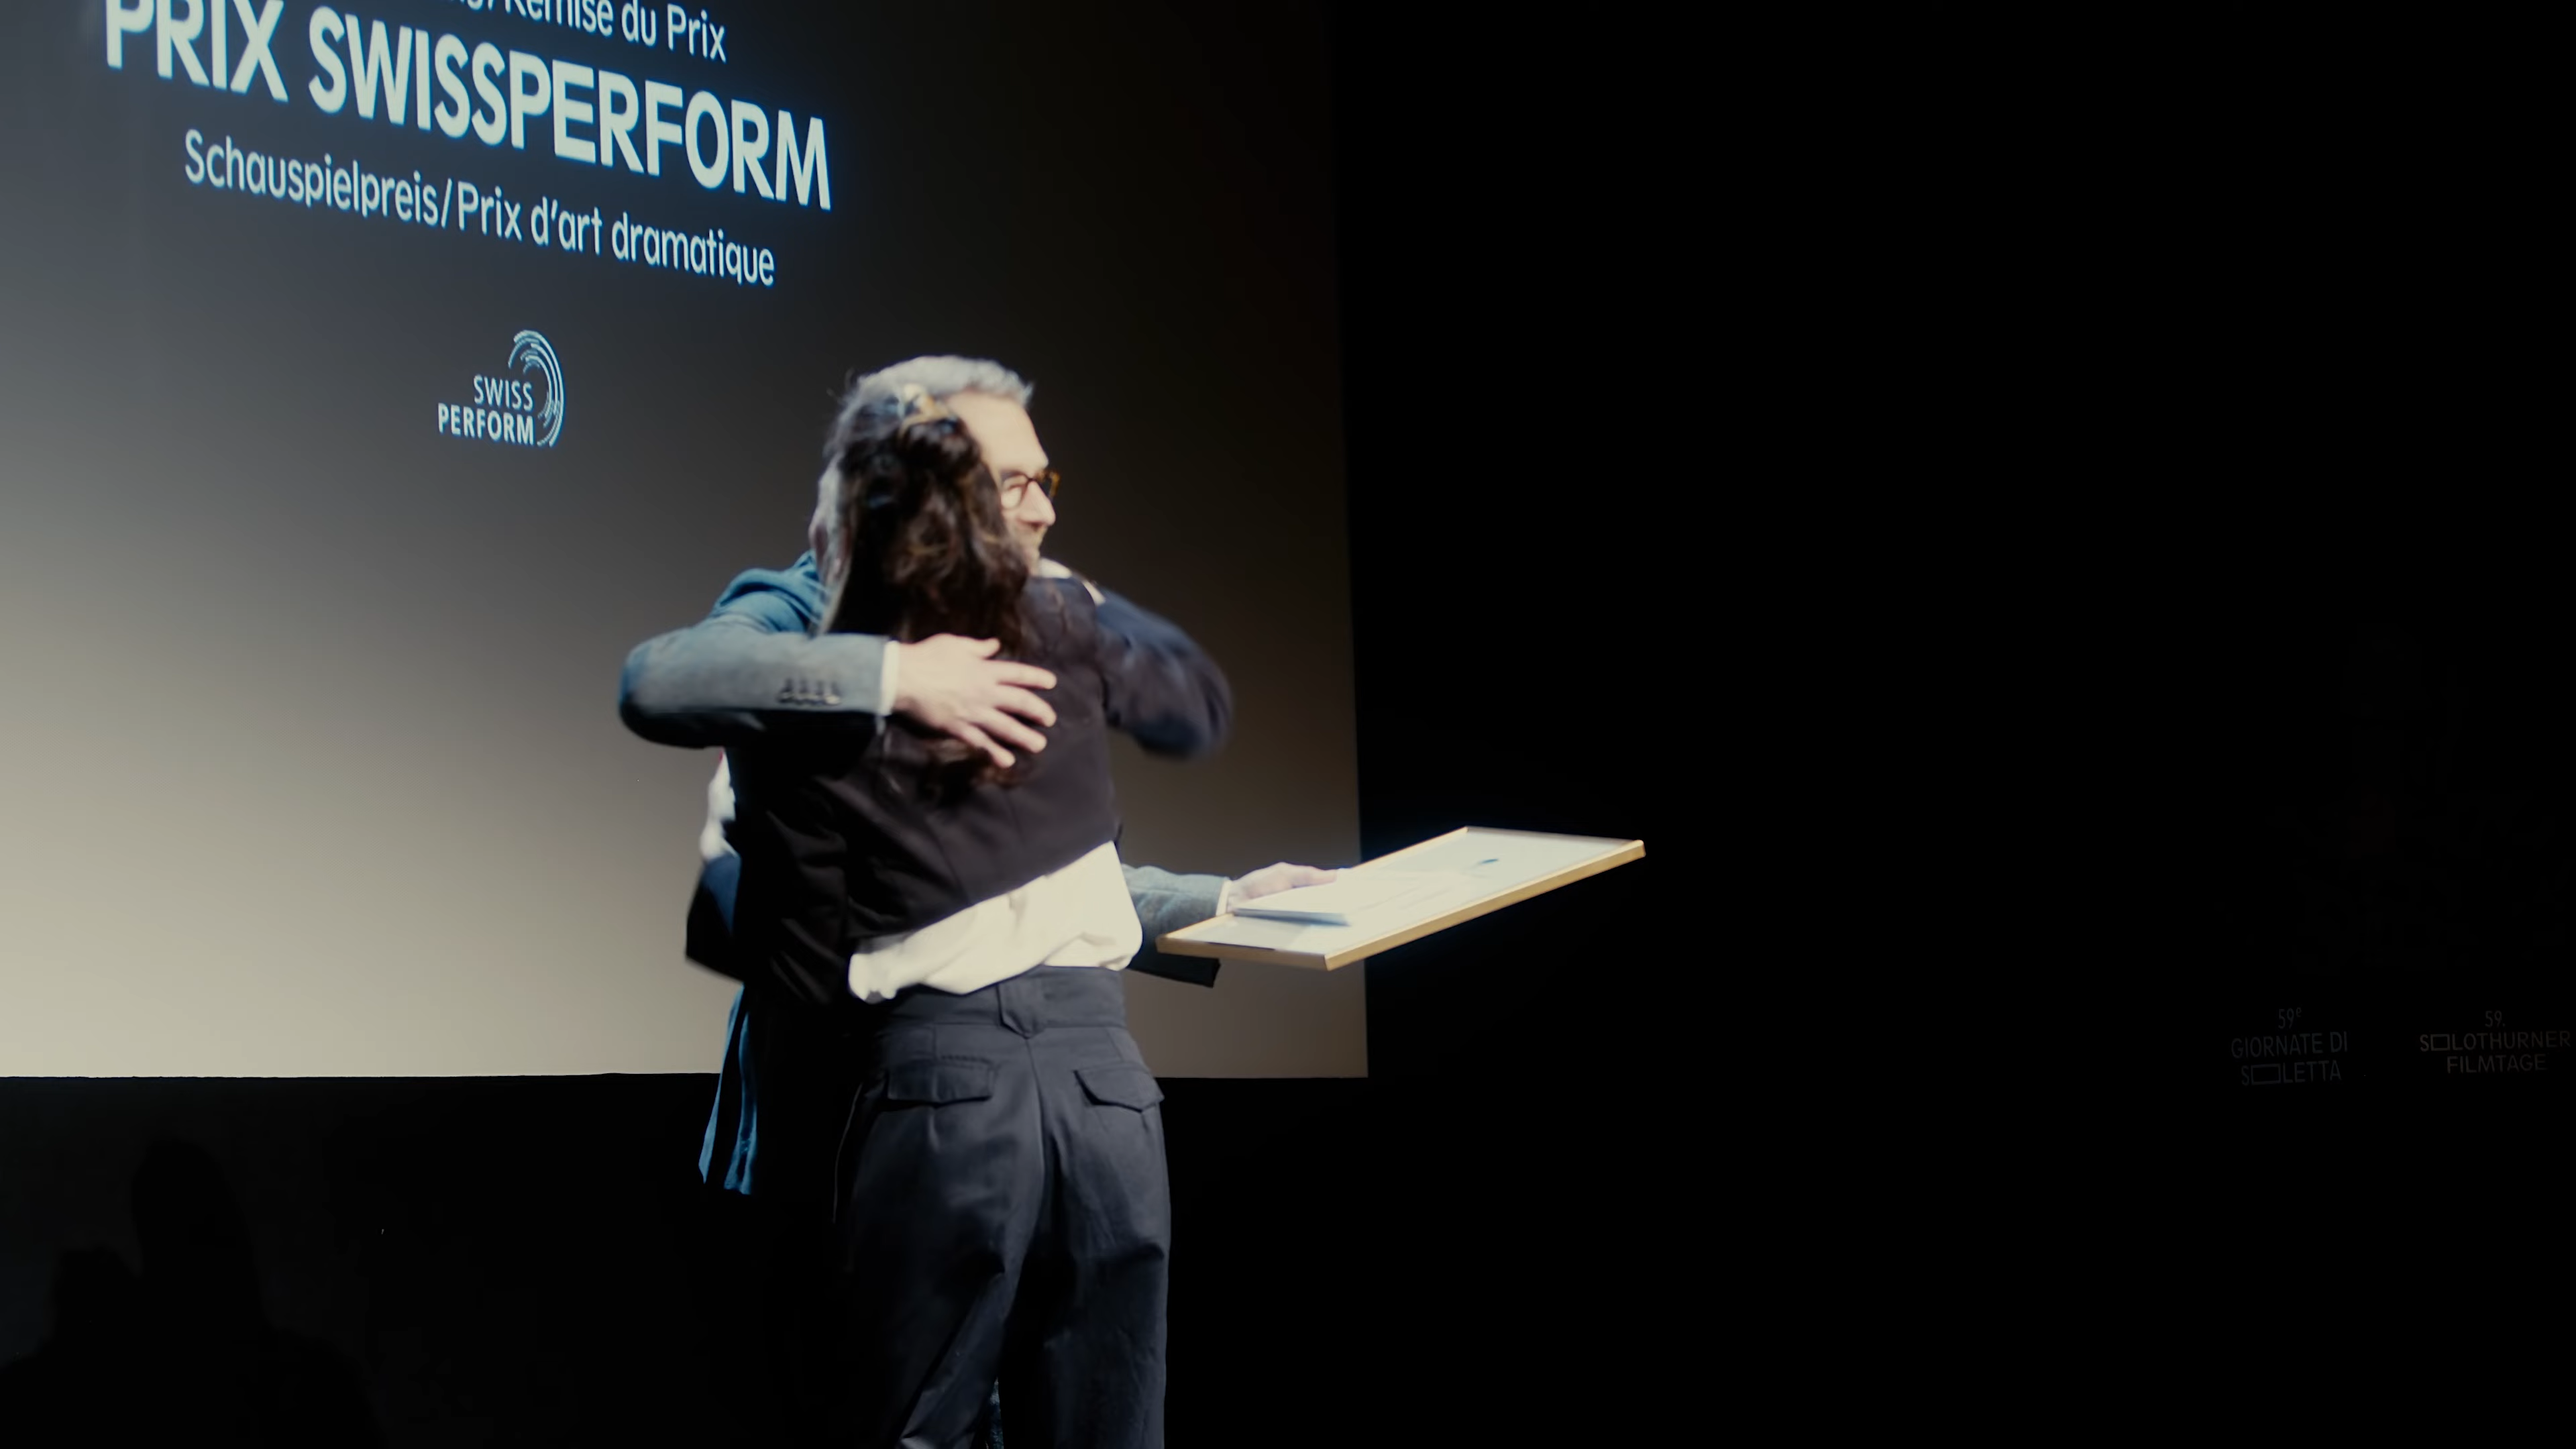 Remise du Prix
PRIX SWISSPERFORM
Schauspielpreis/Prix d'art dramatique
SWISS
PERFORM
59e
GIORNATE DI
SOLETTA
59.
SOLOTHURNER
FILMTAGE